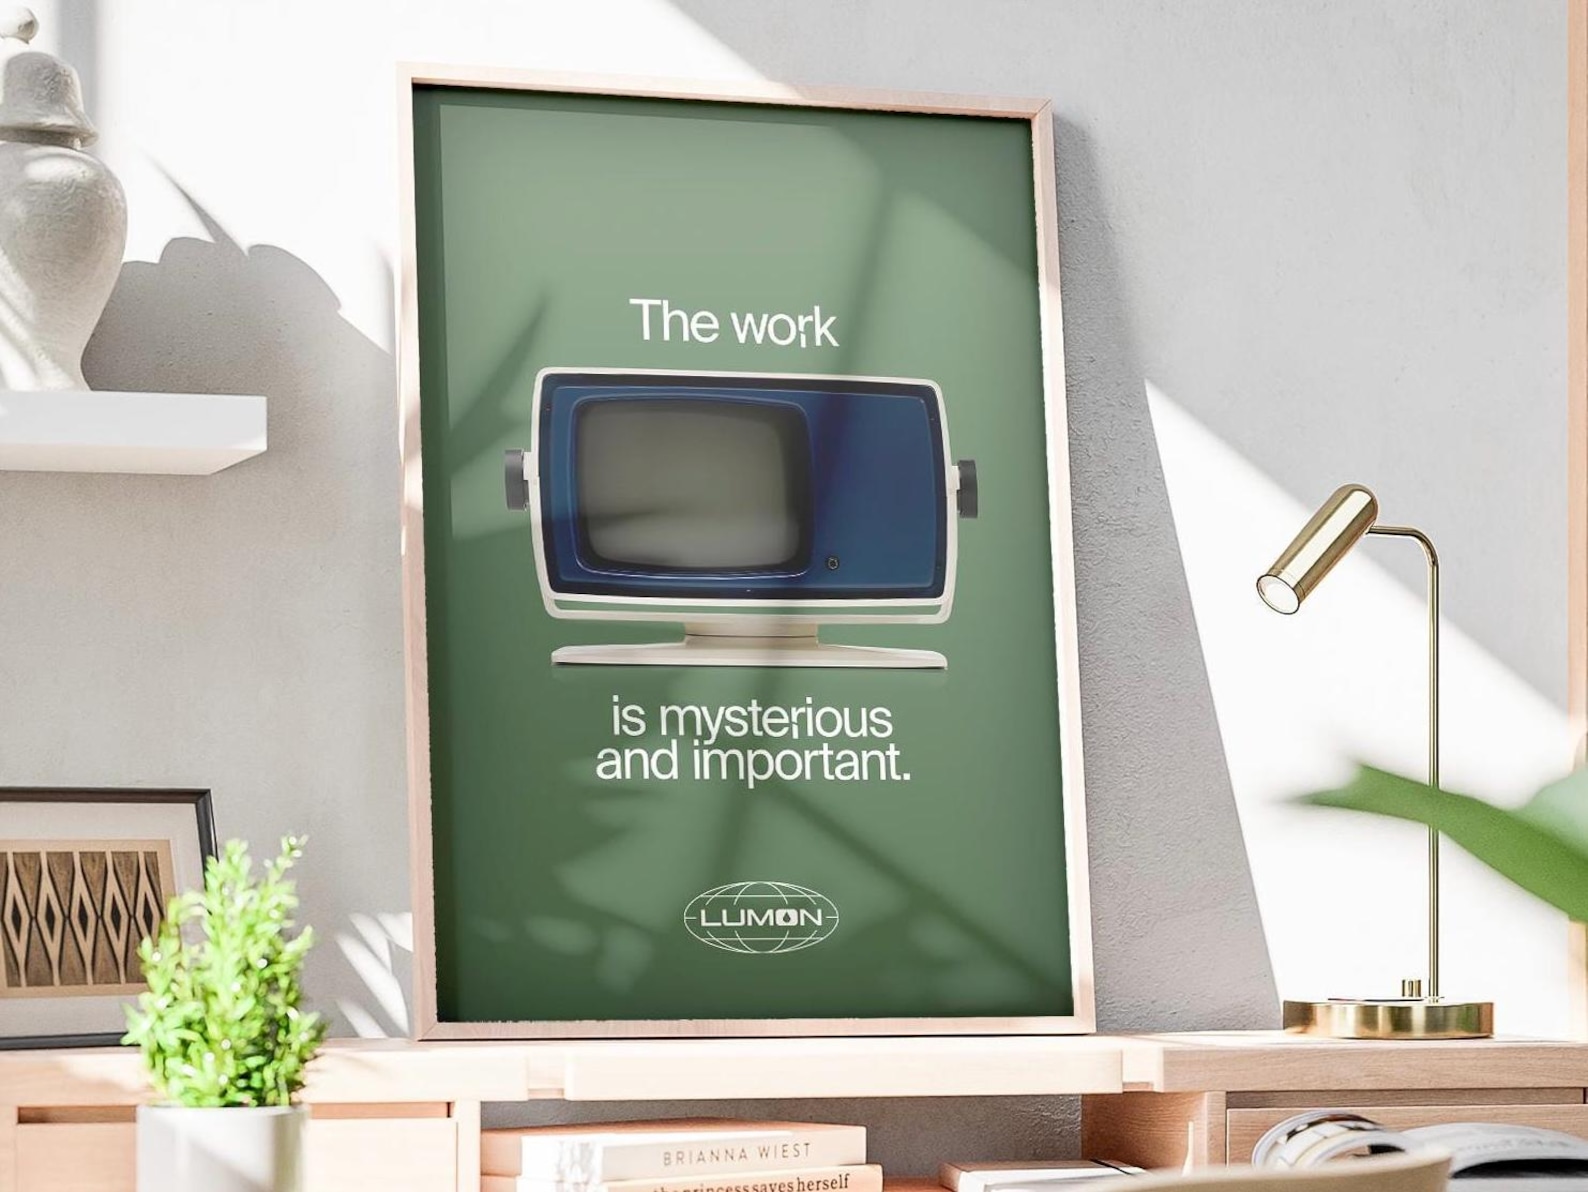 The work
is mysterious
and important.
LUMON
BRIANNA WIEST
the princess saves herself